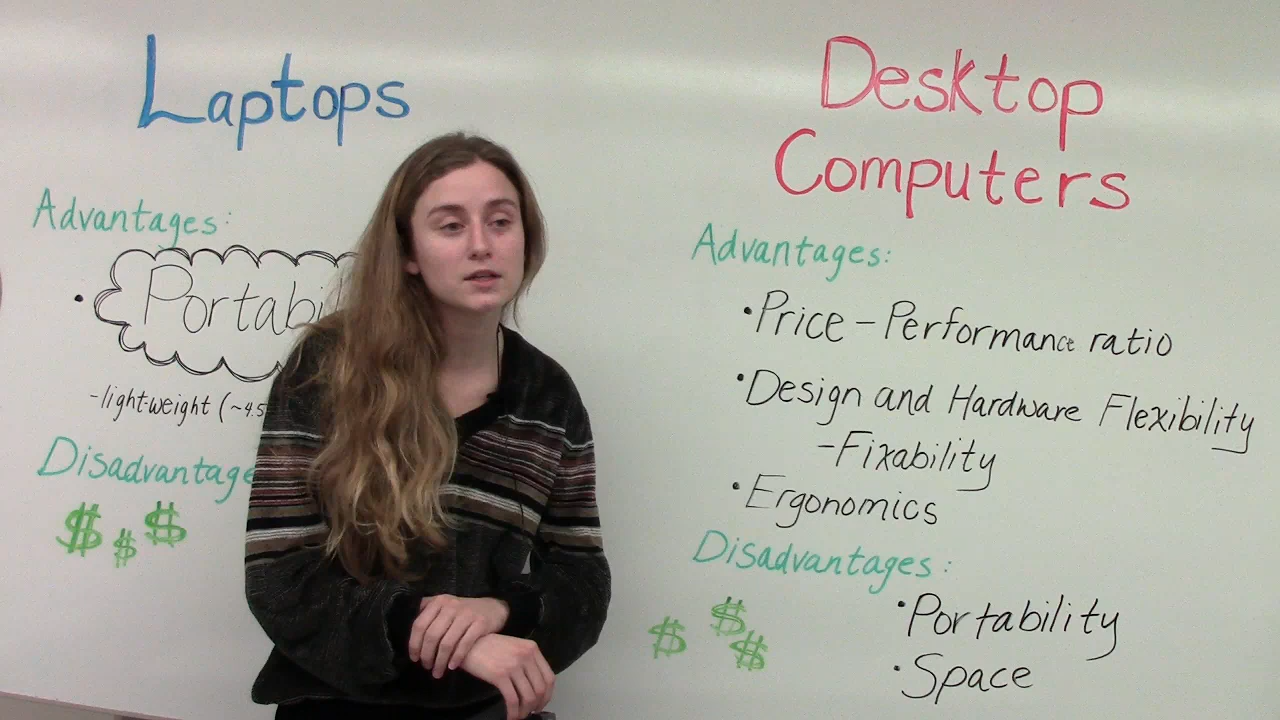 Laptops
Advantages:
• Portabi
-lightweight (~4.5
Disadvantage
$ $ $
Desktop
Computers
Advantages:
• Price - Performance ratio
• Design and Hardware Flexibility
-Fixability
• Ergonomics
Disadvantages:
$ $ $
• Portability
• Space